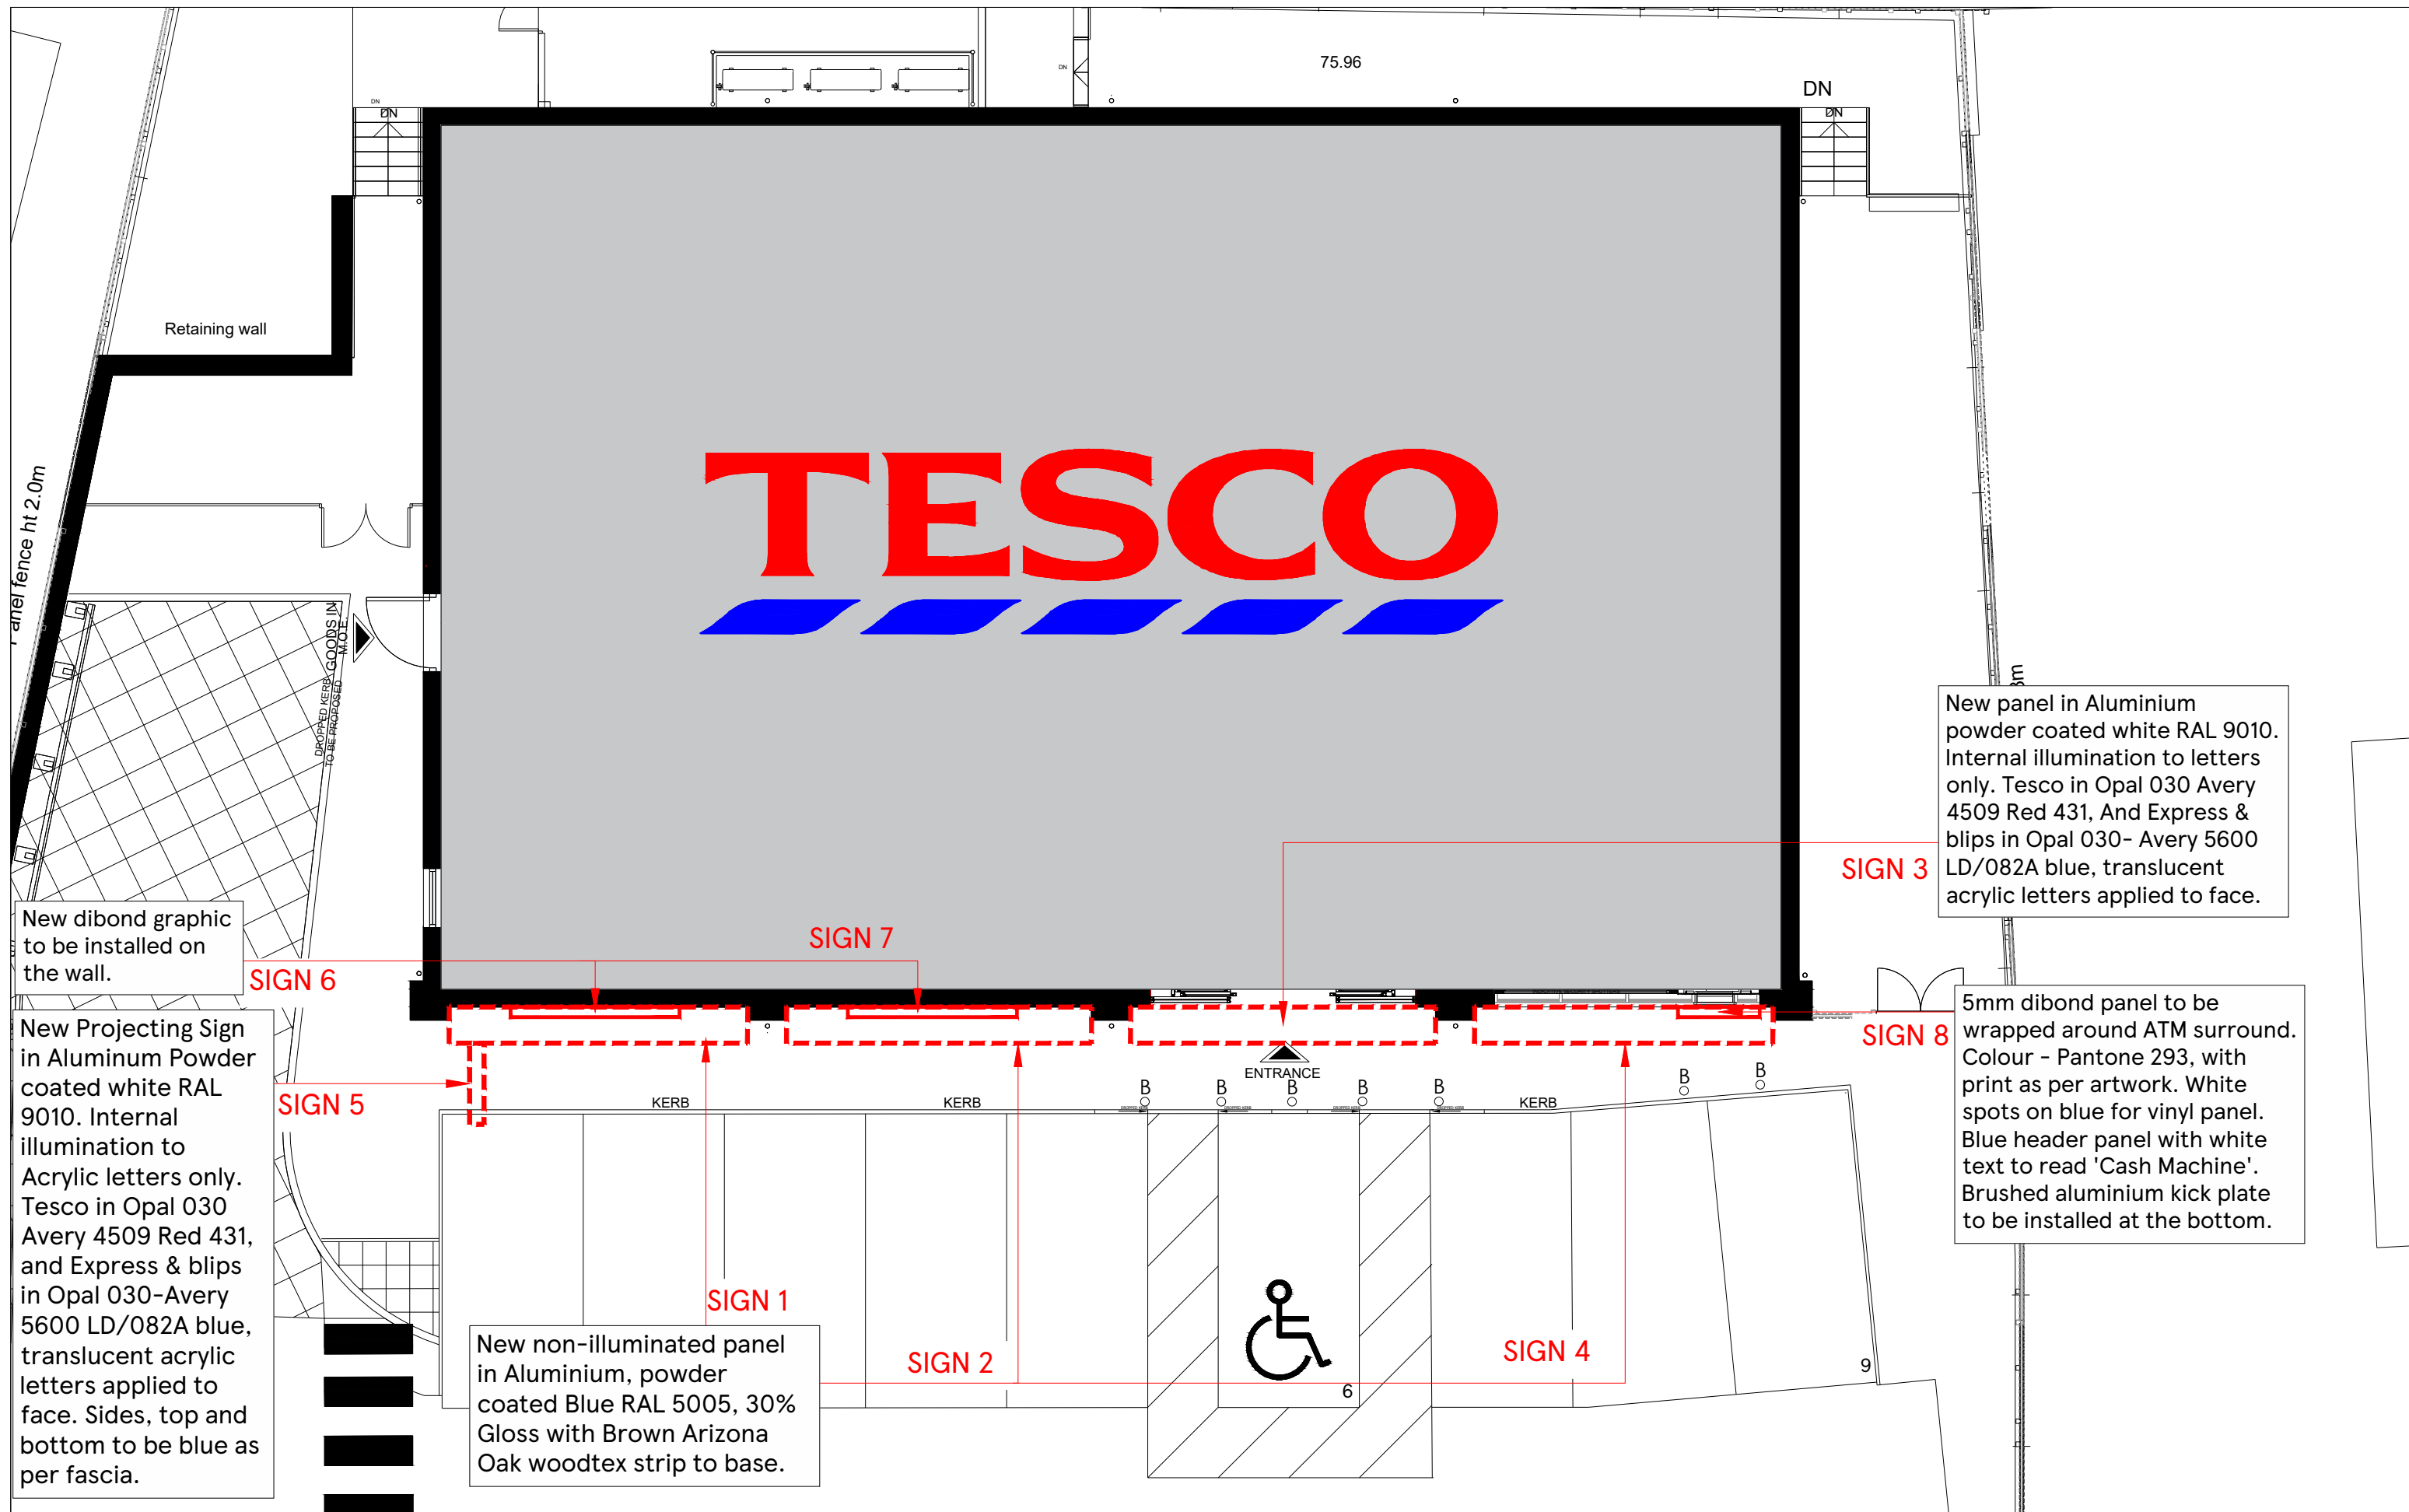 75.96
DN
DN
DN
DN
DN
Retaining wall
Panel fence ht 2.0m
TESCO
GOODS IN
M.O.E.
DROPPED KERB
TO BE PROPOSED
New panel in Aluminium
powder coated white RAL 9010.
Internal illumination to letters
only. Tesco in Opal 030 Avery
4509 Red 431, And Express &
blips in Opal 030- Avery 5600
LD/082A blue, translucent
acrylic letters applied to face.
SIGN 3
New dibond graphic
to be installed on
the wall.
SIGN 6
SIGN 7
New Projecting Sign
in Aluminum Powder
coated white RAL
9010. Internal
illumination to
Acrylic letters only.
Tesco in Opal 030
Avery 4509 Red 431,
and Express & blips
in Opal 030-Avery
5600 LD/082A blue,
translucent acrylic
letters applied to
face. Sides, top and
bottom to be blue as
per fascia.
SIGN 5
5mm dibond panel to be
wrapped around ATM surround.
Colour - Pantone 293, with
print as per artwork. White
spots on blue for vinyl panel.
Blue header panel with white
text to read 'Cash Machine'.
Brushed aluminium kick plate
to be installed at the bottom.
SIGN 8
ENTRANCE
B
B
B
B
B
B
B
KERB
KERB
KERB
DROPPED KERB
DROPPED KERB
DROPPED KERB
DROPPED KERB
SIGN 1
New non-illuminated panel
in Aluminium, powder
coated Blue RAL 5005, 30%
Gloss with Brown Arizona
Oak woodtex strip to base.
SIGN 2
SIGN 4
6
9